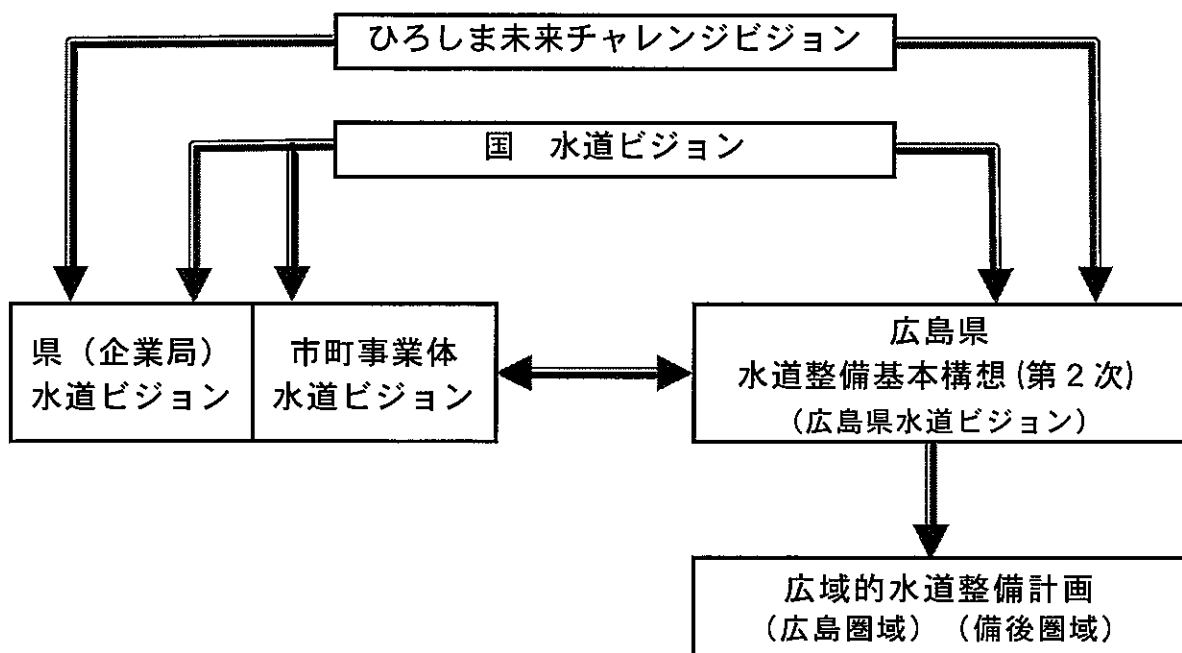 ひろしま未来チャレンジビジョン
国　水道ビジョン
県（企業局）
水道ビジョン
市町事業体
水道ビジョン
広島県
水道整備基本構想(第２次)
（広島県水道ビジョン）
広域的水道整備計画
（広島圏域）（備後圏域）